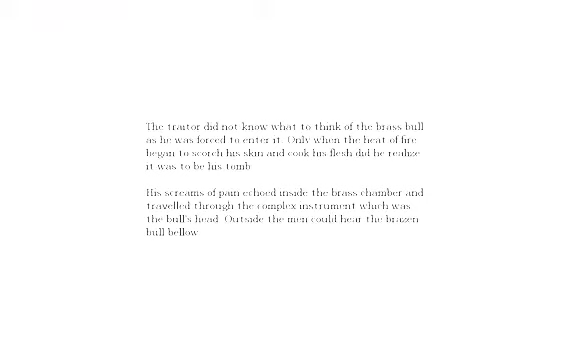 The traitor did not know what to think of the brass bull
as he was forced to enter it. Only when the heat of fire
began to scorch his skin and cook his flesh did he realize
it was to be his tomb.
His screams of pain echoed inside the brass chamber and
travelled through the complex instrument which was
the bull's head. Outside the men could hear the brazen
bull bellow.